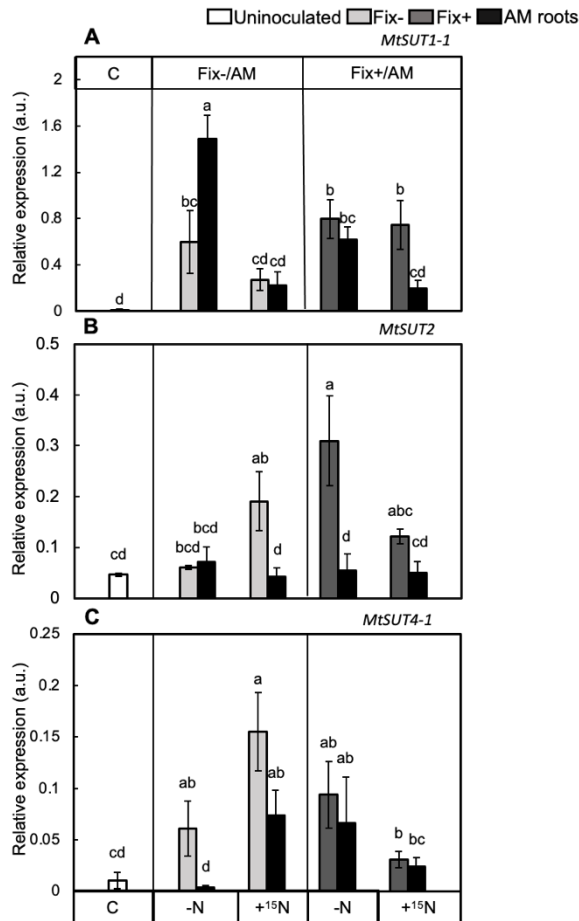 Uninoculated Fix- Fix+ AM roots
A MtSUT1-1
C Fix-/AM Fix+/AM
Relative expression (a.u.)
2
1.6
1.2
0.8
0.4
0
d bc a cd cd b bc b cd
B MtSUT2
Relative expression (a.u.)
0.5
0.4
0.3
0.2
0.1
0
cd bcd bcd ab d a d abc cd
C MtSUT4-1
Relative expression (a.u.)
0.25
0.2
0.15
0.1
0.05
0
cd ab d a ab ab ab b bc
C -N +¹⁵N -N +¹⁵N